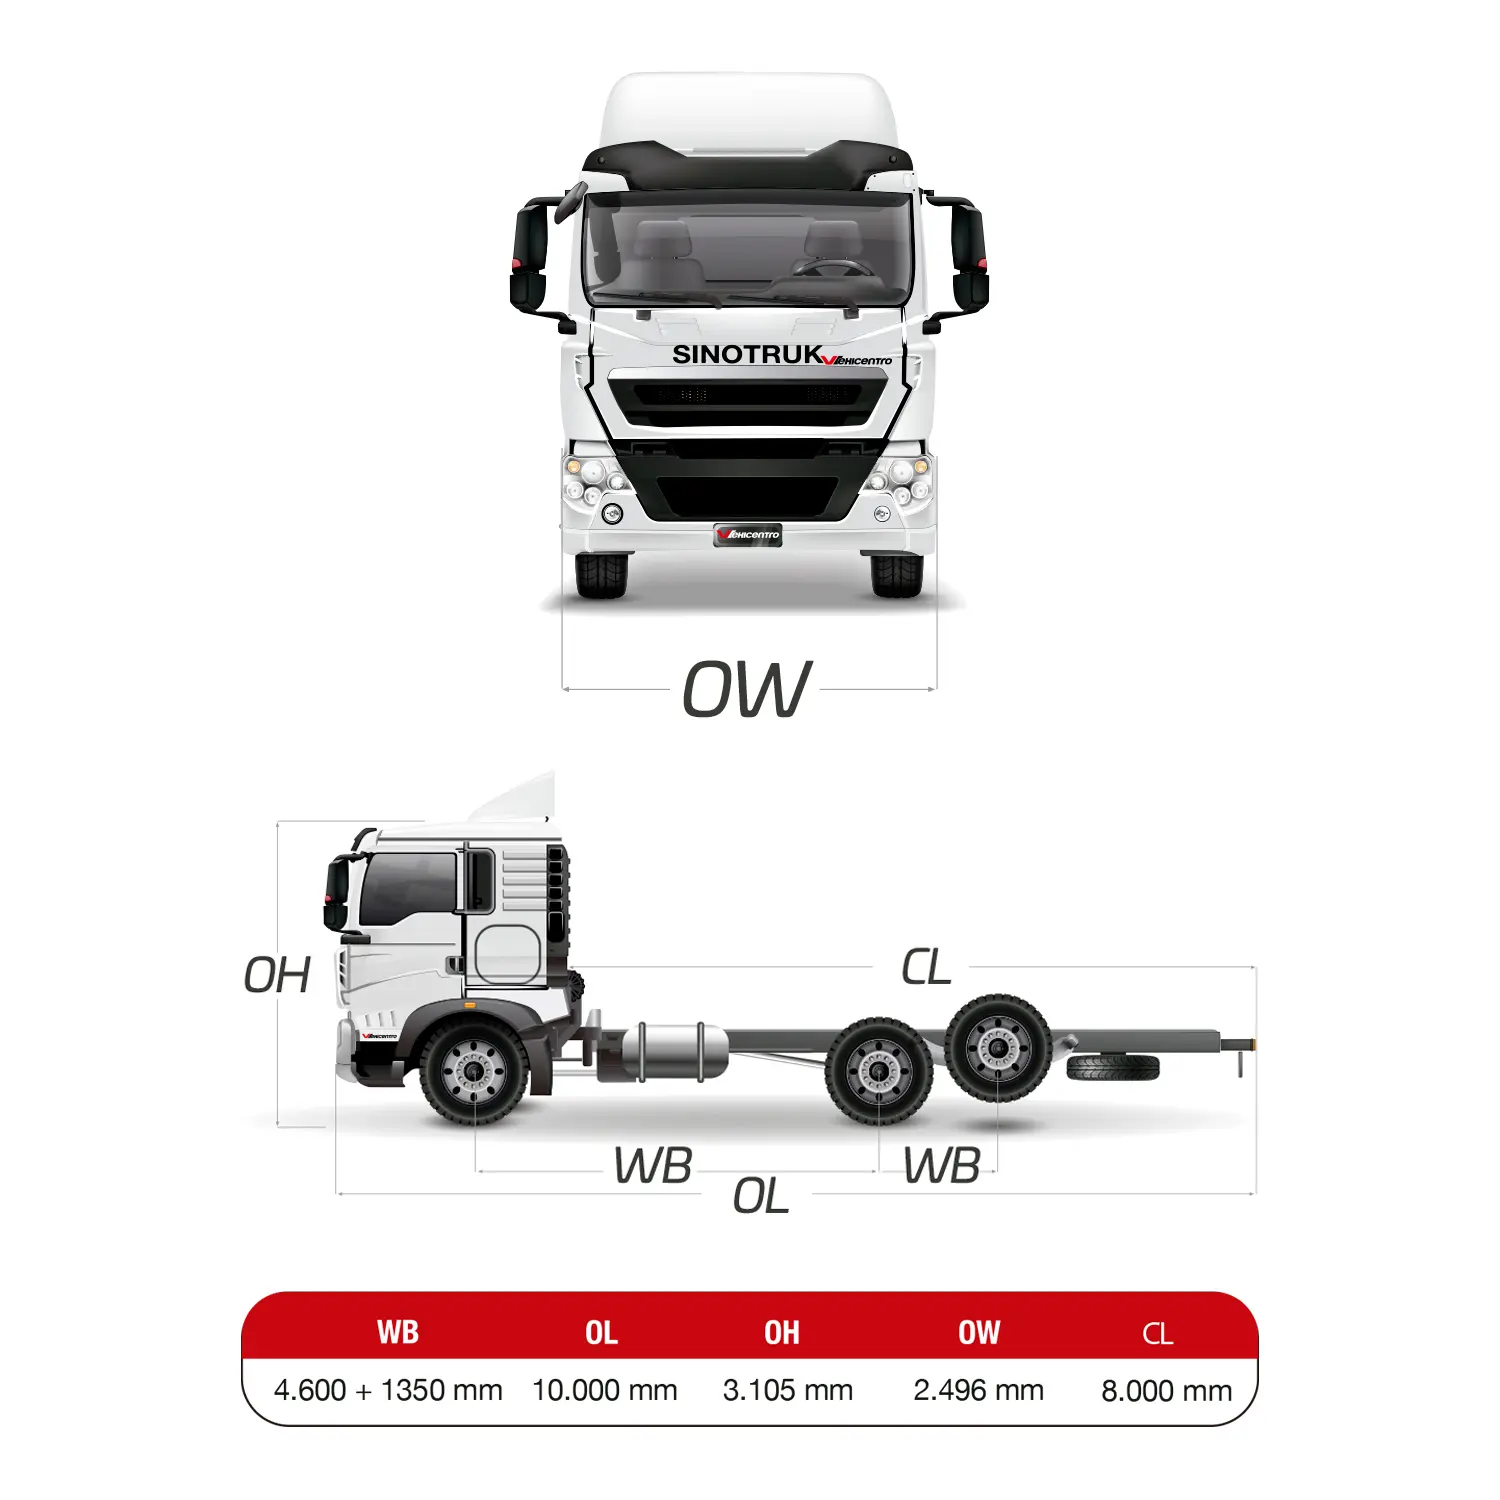 SINOTRUK Vehicentro
Vehicentro
OW
CL
OH
Vehicentro
WB WB
OL
WB OL OH OW CL
4.600 + 1350 mm 10.000 mm 3.105 mm 2.496 mm 8.000 mm